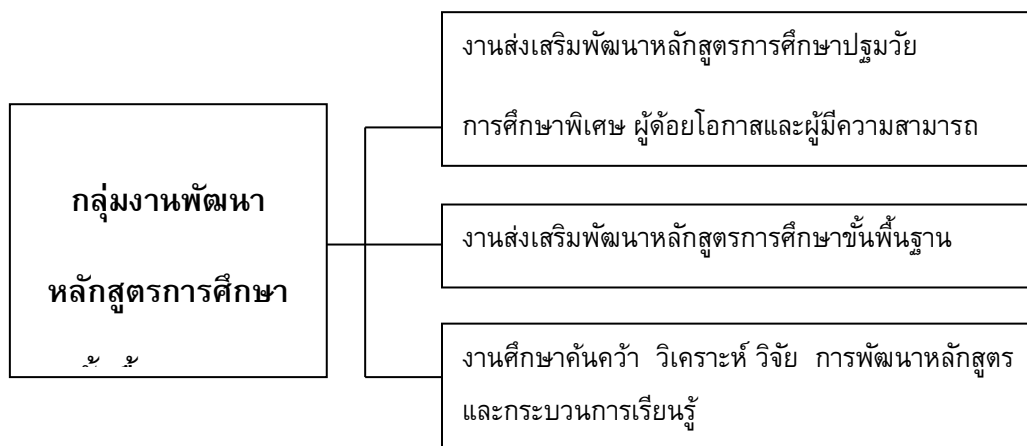 งานส่งเสริมพัฒนาหลักสูตรการศึกษาปฐมวัย
การศึกษาพิเศษ ผู้ด้อยโอกาสและผู้มีความสามารถ
กลุ่มงานพัฒนา
หลักสูตรการศึกษา
งานส่งเสริมพัฒนาหลักสูตรการศึกษาขั้นพื้นฐาน
งานศึกษาค้นคว้า วิเคราะห์ วิจัย การพัฒนาหลักสูตร
และกระบวนการเรียนรู้